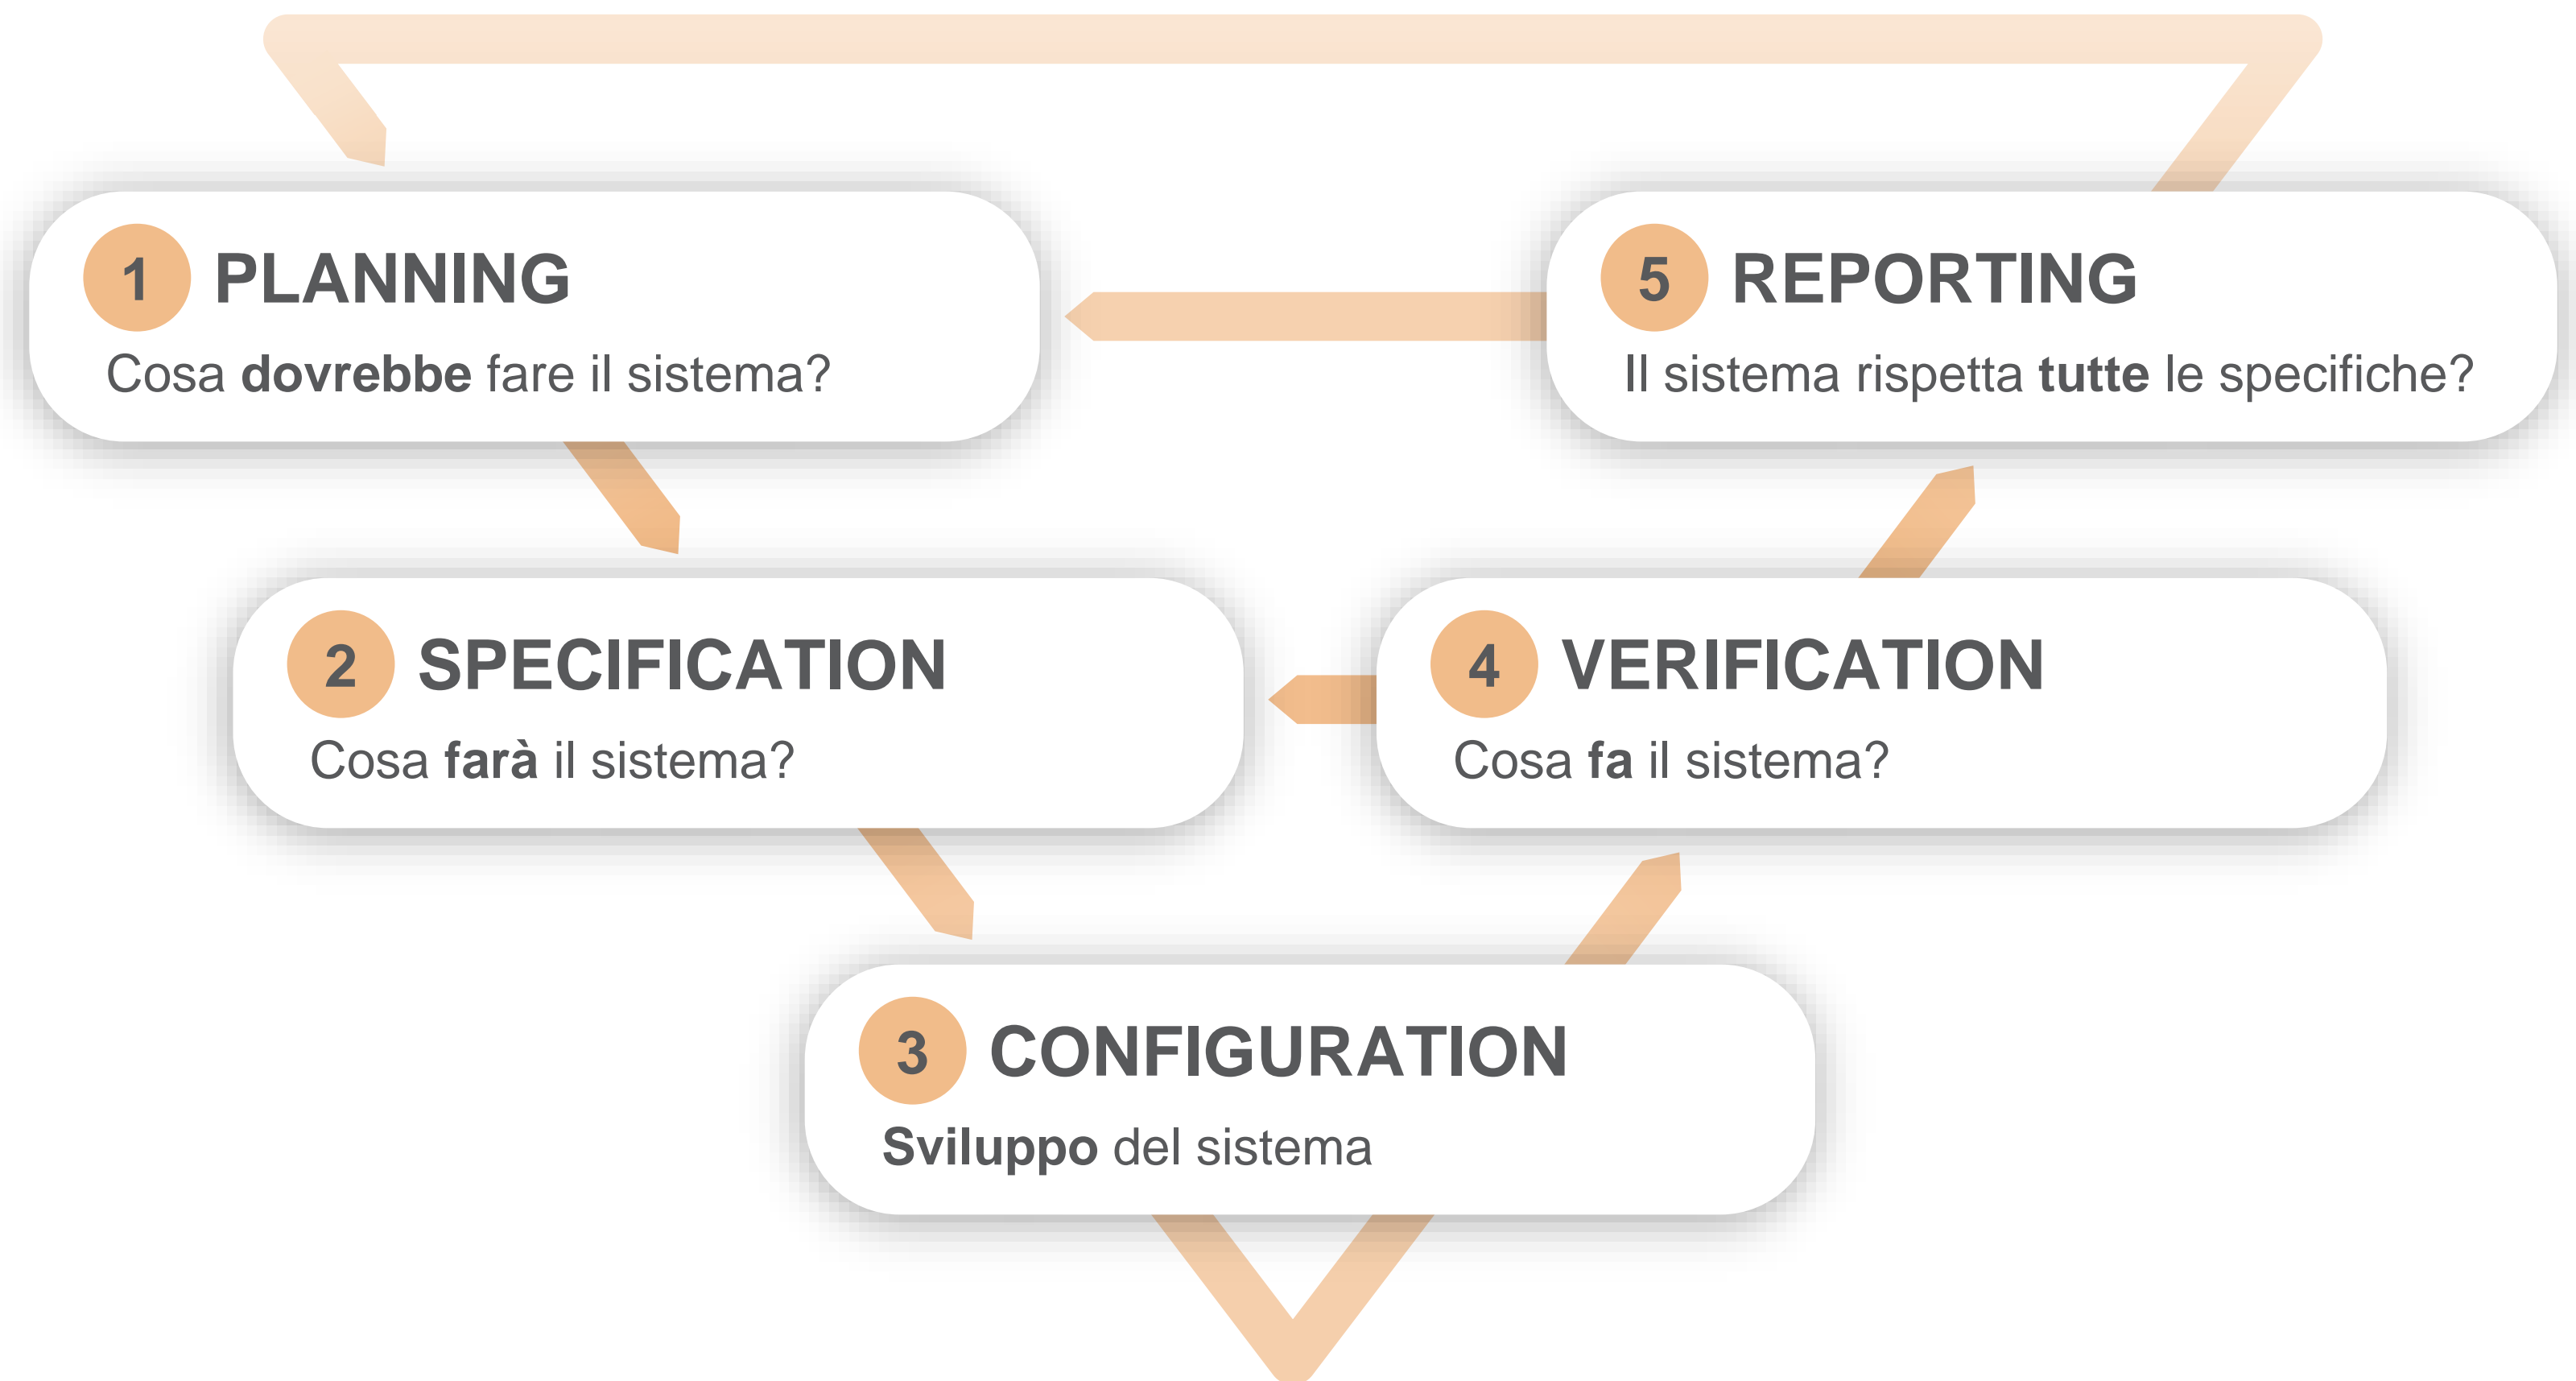 1 PLANNING
Cosa dovrebbe fare il sistema?
5 REPORTING
Il sistema rispetta tutte le specifiche?
2 SPECIFICATION
Cosa farà il sistema?
4 VERIFICATION
Cosa fa il sistema?
3 CONFIGURATION
Sviluppo del sistema